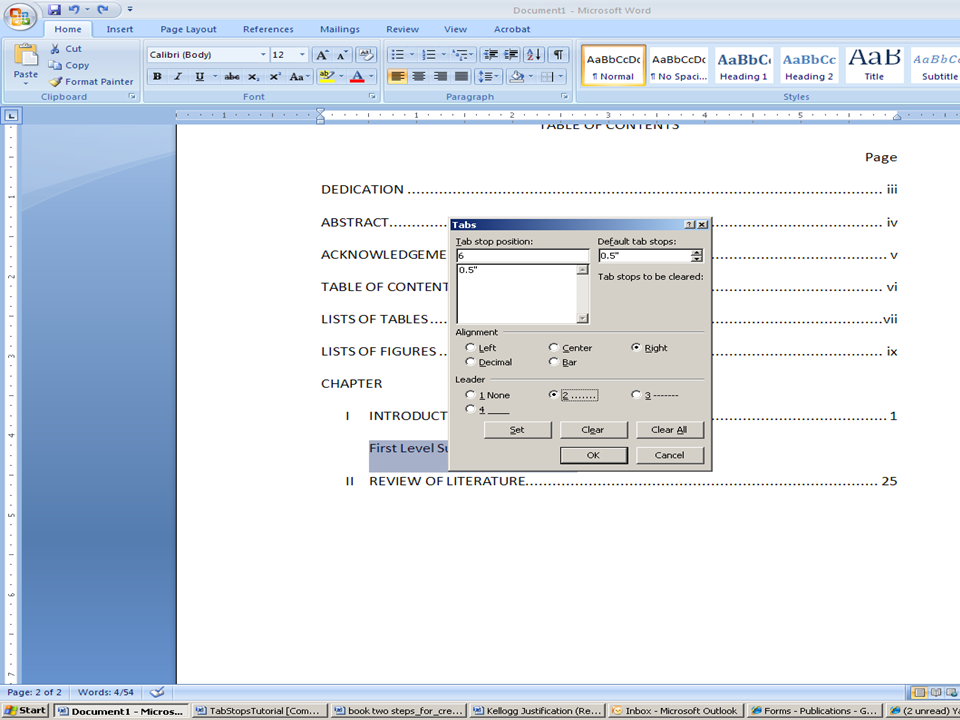 Document1 - Microsoft Word
Home Insert Page Layout References Mailings Review View Acrobat
Paste
Cut
Copy
Format Painter
Clipboard
Calibri (Body) 12
Font
Paragraph
AaBbCcDc AaBbCcDc AaBbC AaBbCc AaB AaBbCc
¶ Normal ¶ No Spaci... Heading 1 Heading 2 Title Subtitle
Styles
TABLE OF CONTENTS
Page
DEDICATION ........ iii
ABSTRACT........ iv
ACKNOWLEDGEME ........ v
TABLE OF CONTENT ........ vi
LISTS OF TABLES ........vii
LISTS OF FIGURES ........ ix
CHAPTER
I INTRODUCT ........ 1
First Level Su
II REVIEW OF LITERATURE........ 25
Tabs
Tab stop position:
6
0.5"
Default tab stops:
0.5"
Tab stops to be cleared:
Alignment
Left Center Right
Decimal Bar
Leader
1 None 2 ....... 3 -------
4 ____
Set Clear Clear All
OK Cancel
Page: 2 of 2 Words: 4/54
Start Document1 - Micros... TabStopsTutorial [Com... book two steps_for_cre... Kellogg Justification (Re... Inbox - Microsoft Outlook Forms - Publications - G... (2 unread) Ya